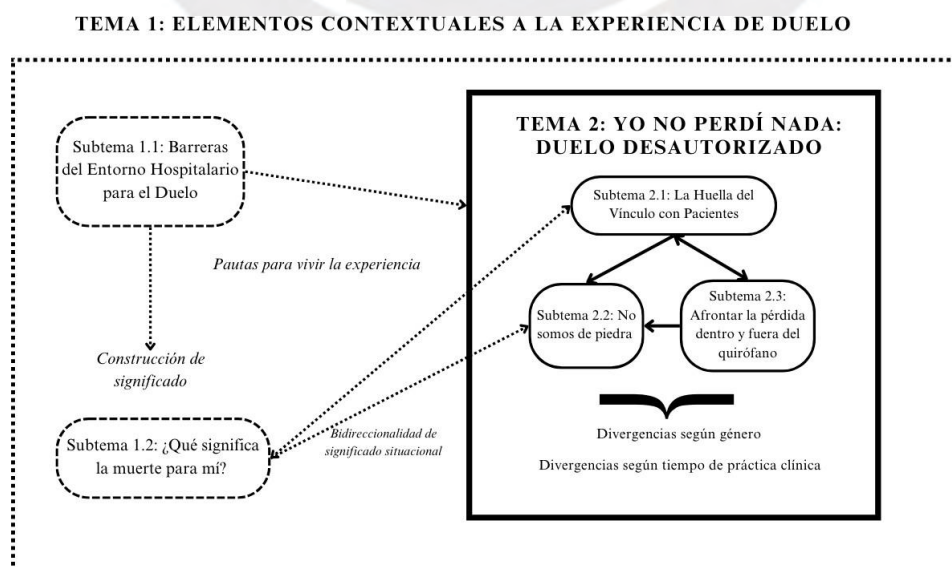 TEMA 1: ELEMENTOS CONTEXTUALES A LA EXPERIENCIA DE DUELO
Subtema 1.1: Barreras
del Entorno Hospitalario
para el Duelo
Pautas para vivir la experiencia
Construcción de
significado
Subtema 1.2: ¿Qué significa
la muerte para mí?
Bidireccionalidad de
significado situacional
TEMA 2: YO NO PERDÍ NADA:
DUELO DESAUTORIZADO
Subtema 2.1: La Huella del
Vínculo con Pacientes
Subtema 2.2: No
somos de piedra
Subtema 2.3:
Afrontar la pérdida
dentro y fuera del
quirófano
Divergencias según género
Divergencias según tiempo de práctica clínica